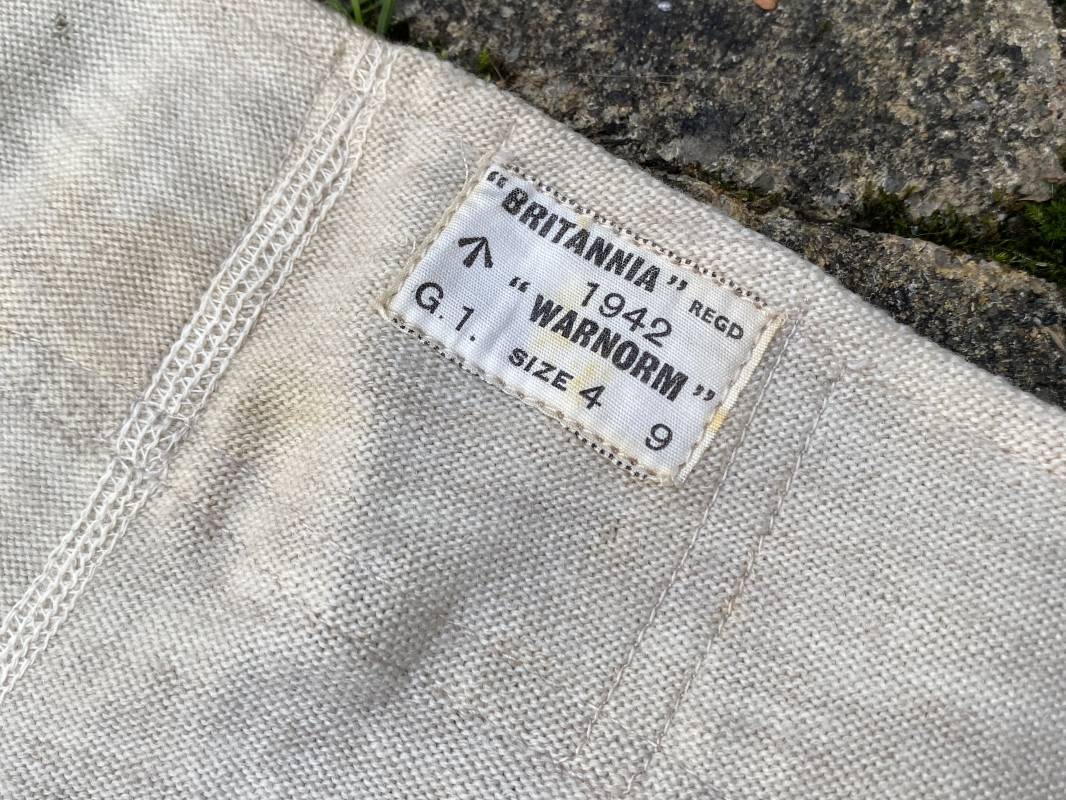 “BRITANNIA” REGD
1942
“WARNORM”
G.1.
SIZE 4
9